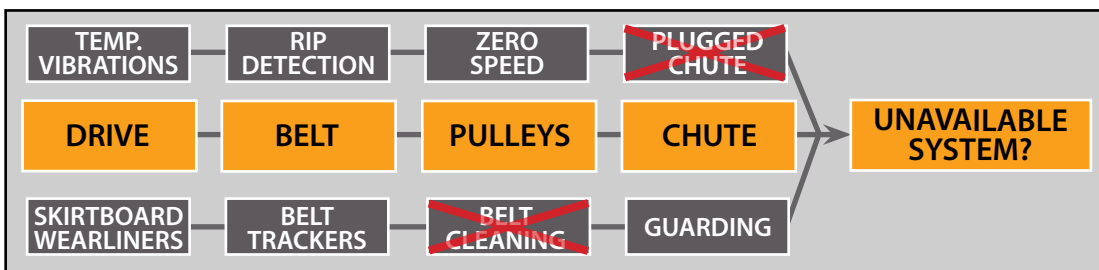 TEMP.
VIBRATIONS
RIP
DETECTION
ZERO
SPEED
PLUGGED
CHUTE
DRIVE
BELT
PULLEYS
CHUTE
UNAVAILABLE
SYSTEM?
SKIRTBOARD
WEARLINERS
BELT
TRACKERS
BELT
CLEANING
GUARDING